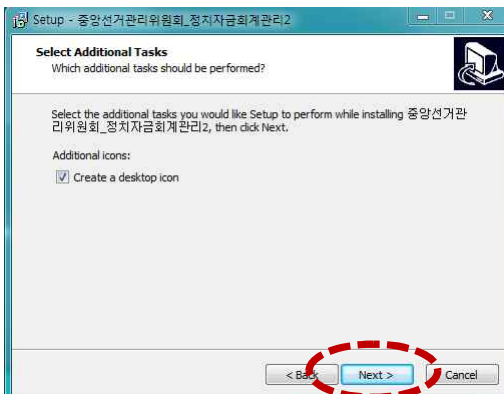 Setup - 중앙선거관리위원회_정치자금회계관리2
Select Additional Tasks
Which additional tasks should be performed?
Select the additional tasks you would like Setup to perform while installing 중앙선거관
리위원회_정치자금회계관리2, then click Next.
Additional icons:
Create a desktop icon
< Back
Next >
Cancel